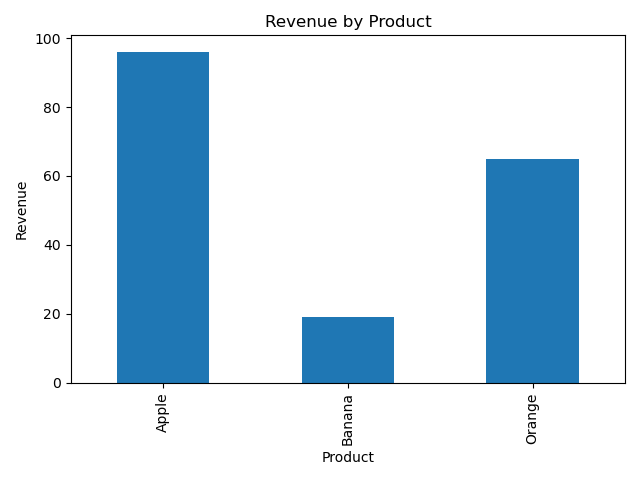 Revenue by Product
100
80
60
40
20
0
Revenue
Apple
Banana
Orange
Product